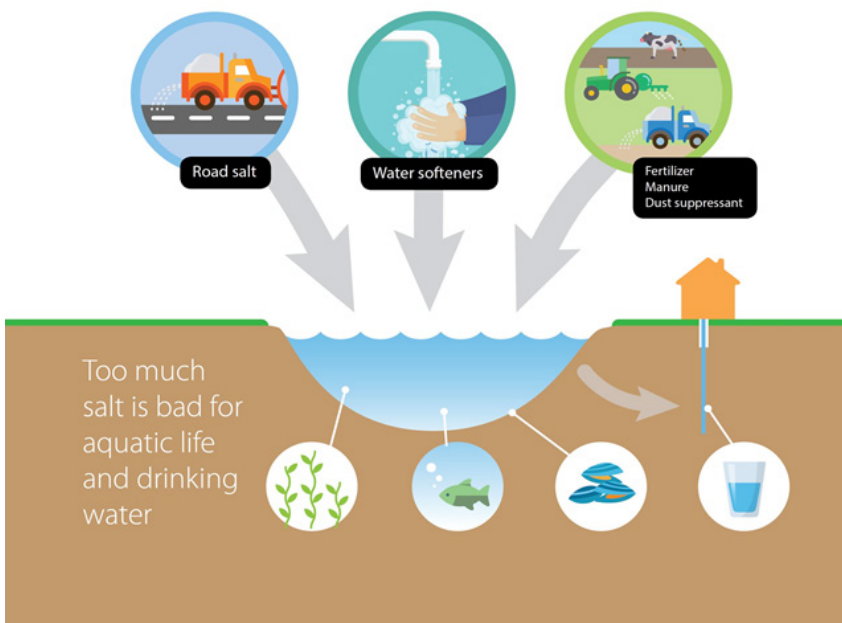 Road salt
Water softeners
Fertilizer
Manure
Dust suppressant
Too much
salt is bad for
aquatic life
and drinking
water